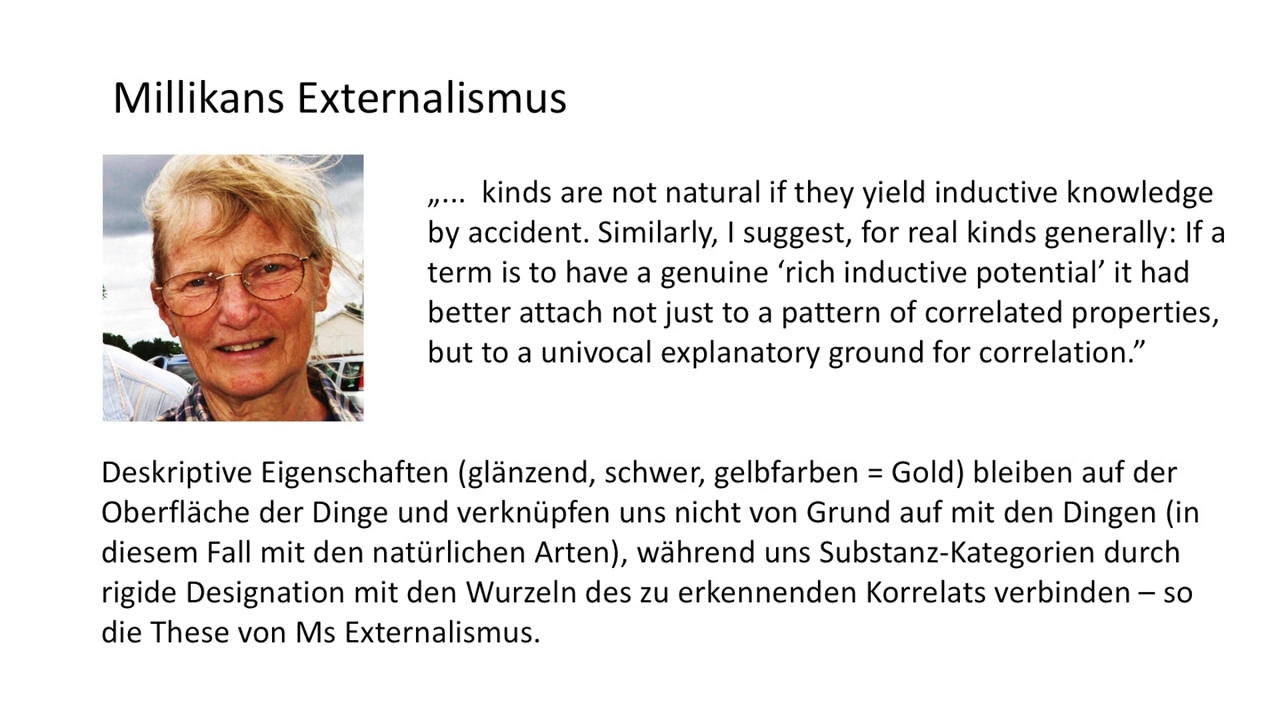 Millikans Externalismus
„... kinds are not natural if they yield inductive knowledge
by accident. Similarly, I suggest, for real kinds generally: If a
term is to have a genuine ‘rich inductive potential’ it had
better attach not just to a pattern of correlated properties,
but to a univocal explanatory ground for correlation.”
Deskriptive Eigenschaften (glänzend, schwer, gelbfarben = Gold) bleiben auf der
Oberfläche der Dinge und verknüpfen uns nicht von Grund auf mit den Dingen (in
diesem Fall mit den natürlichen Arten), während uns Substanz-Kategorien durch
rigide Designation mit den Wurzeln des zu erkennenden Korrelats verbinden – so
die These von Ms Externalismus.